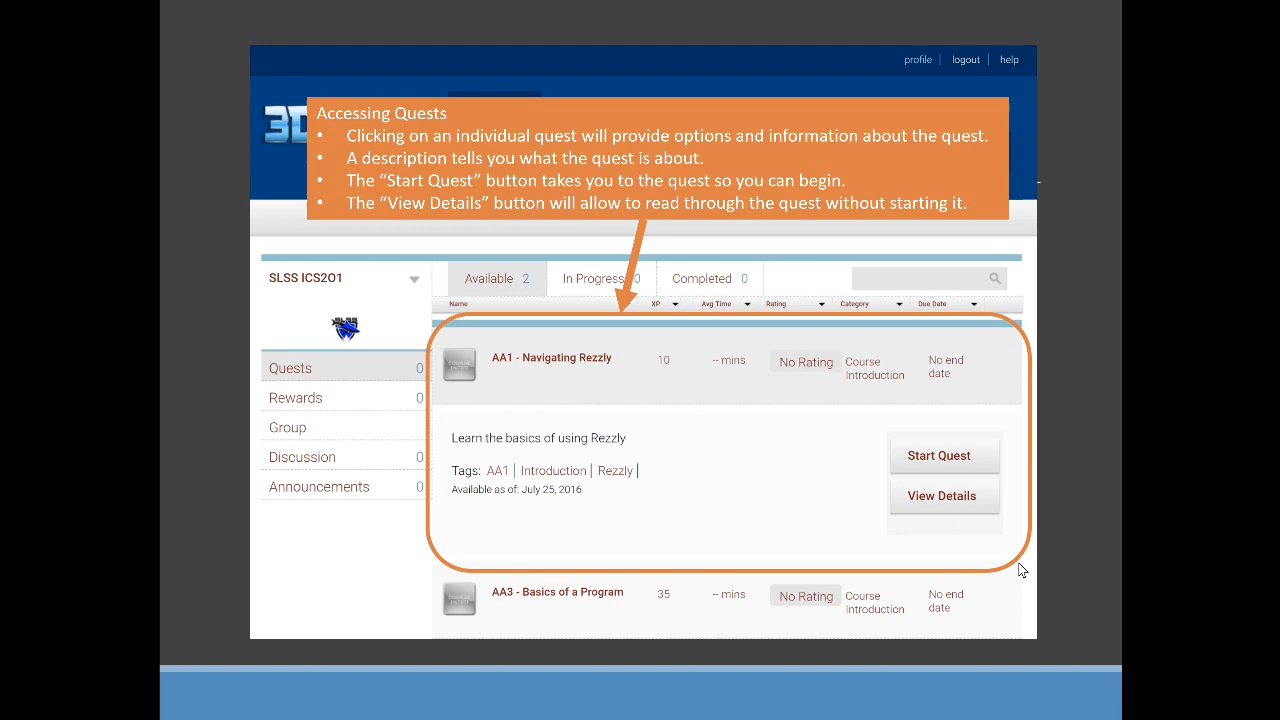 profile | logout | help
3D
Accessing Quests
• Clicking on an individual quest will provide options and information about the quest.
• A description tells you what the quest is about.
• The “Start Quest” button takes you to the quest so you can begin.
• The “View Details” button will allow to read through the quest without starting it.
SLSS ICS2O1
Available 2 In Progress 0 Completed 0
Name XP Avg Time Rating Category Due Date
AA1 - Navigating Rezzly 10 -- mins No Rating Course Introduction No end date
Quests 0
Rewards 0
Group
Discussion 0
Announcements 0
Learn the basics of using Rezzly
Tags: AA1 | Introduction | Rezzly |
Available as of: July 25, 2016
Start Quest
View Details
AA3 - Basics of a Program 35 -- mins No Rating Course Introduction No end date